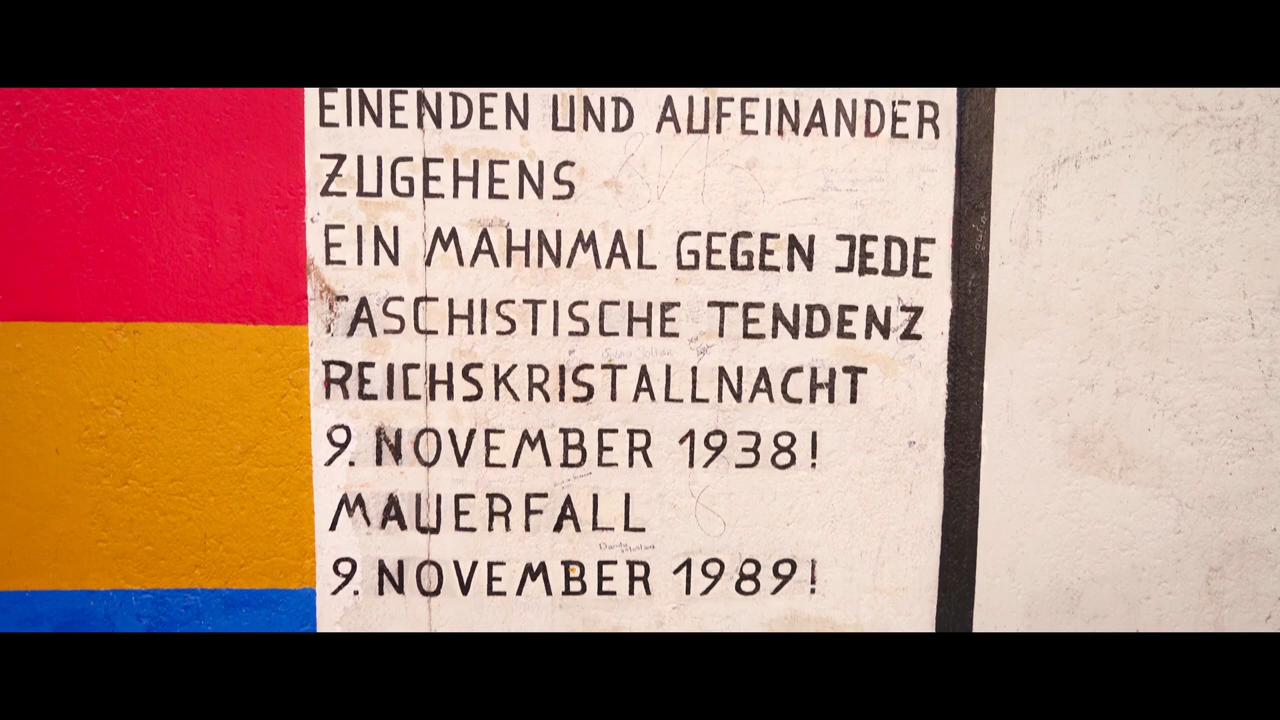 EINENDEN UND AUFEINANDER
ZUGEHENS
EIN MAHNMAL GEGEN JEDE
FASCHISTISCHE TENDENZ
REICHSKRISTALLNACHT
9. NOVEMBER 1938!
MAUERFALL
9. NOVEMBER 1989!